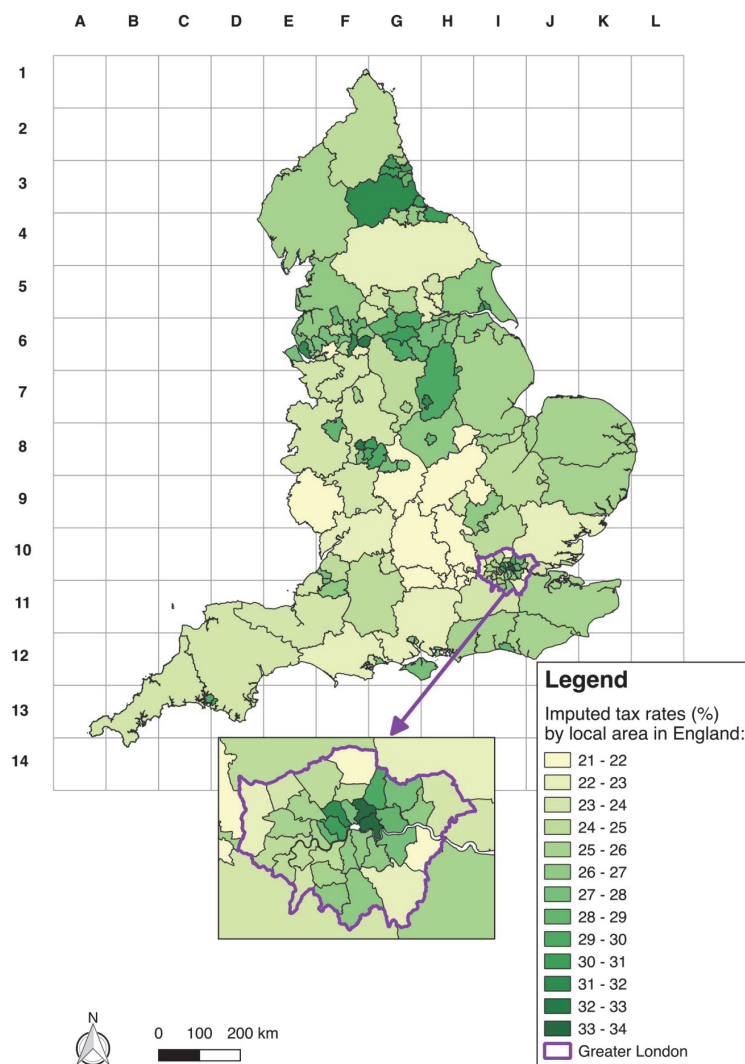 A B C D E F G H I J K L
1
2
3
4
5
6
7
8
9
10
11
12
13
14
Legend
Imputed tax rates (%)
by local area in England:
21 - 22
22 - 23
23 - 24
24 - 25
25 - 26
26 - 27
27 - 28
28 - 29
29 - 30
30 - 31
31 - 32
32 - 33
33 - 34
Greater London
N
0 100 200 km